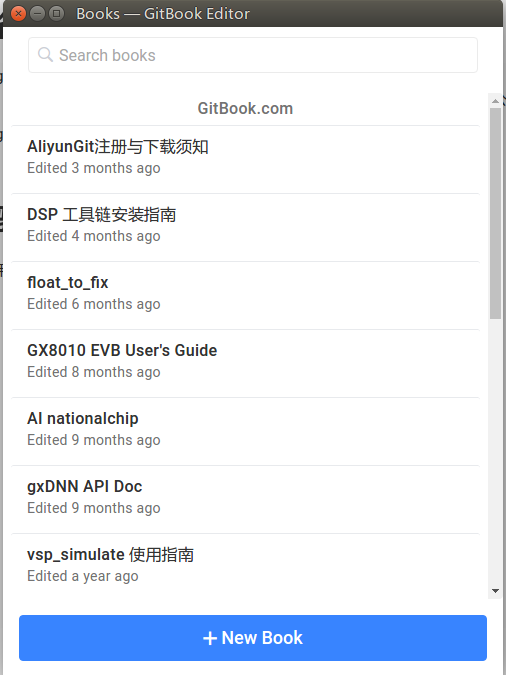 Books — GitBook Editor
Search books
GitBook.com
AliyunGit注册与下载须知
Edited 3 months ago
DSP 工具链安装指南
Edited 4 months ago
float_to_fix
Edited 6 months ago
GX8010 EVB User's Guide
Edited 8 months ago
AI nationalchip
Edited 9 months ago
gxDNN API Doc
Edited 9 months ago
vsp_simulate 使用指南
Edited a year ago
+ New Book